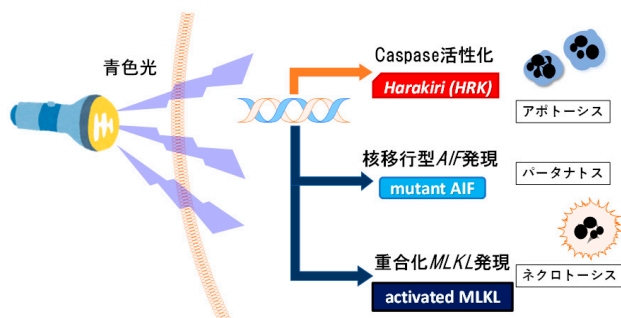 青色光
Caspase活性化
Harakiri (HRK)
アポトーシス
核移行型AIF発現
mutant AIF
パータナトス
重合化MLKL発現
activated MLKL
ネクロトーシス